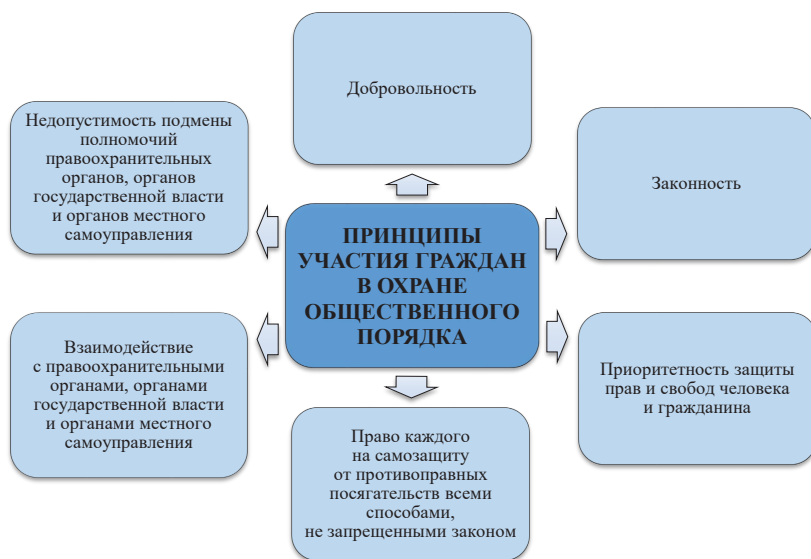 Добровольность
Недопустимость подмены
полномочий
правоохранительных
органов, органов
государственной власти
и органов местного
самоуправления
Законность
ПРИНЦИПЫ
УЧАСТИЯ ГРАЖДАН
В ОХРАНЕ
ОБЩЕСТВЕННОГО
ПОРЯДКА
Взаимодействие
с правоохранительными
органами, органами
государственной власти
и органами местного
самоуправления
Приоритетность защиты
прав и свобод человека
и гражданина
Право каждого
на самозащиту
от противоправных
посягательств всеми
способами,
не запрещенными законом